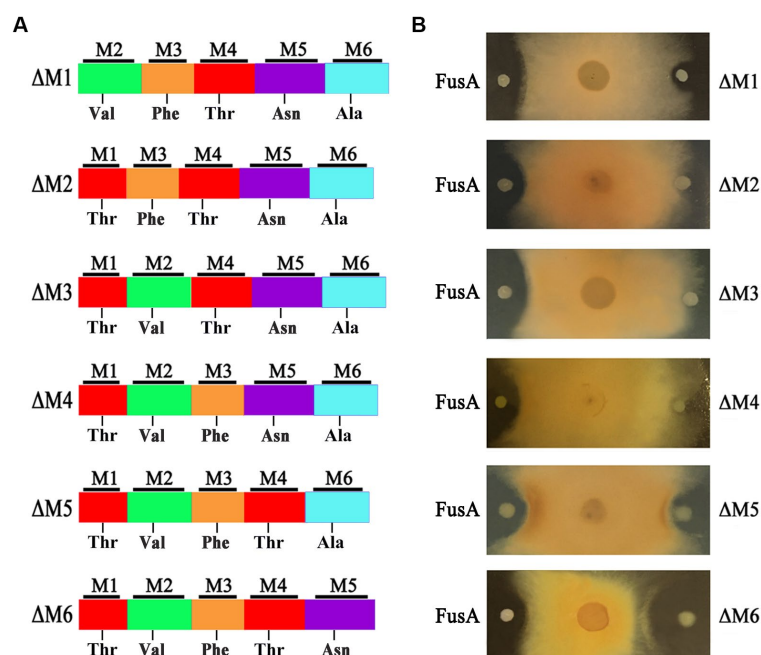 A
B
M2 M3 M4 M5 M6
ΔM1
Val Phe Thr Asn Ala
FusA ΔM1
M1 M3 M4 M5 M6
ΔM2
Thr Phe Thr Asn Ala
FusA ΔM2
M1 M2 M4 M5 M6
ΔM3
Thr Val Thr Asn Ala
FusA ΔM3
M1 M2 M3 M5 M6
ΔM4
Thr Val Phe Asn Ala
FusA ΔM4
M1 M2 M3 M4 M6
ΔM5
Thr Val Phe Thr Ala
FusA ΔM5
M1 M2 M3 M4 M5
ΔM6
Thr Val Phe Thr Asn
FusA ΔM6